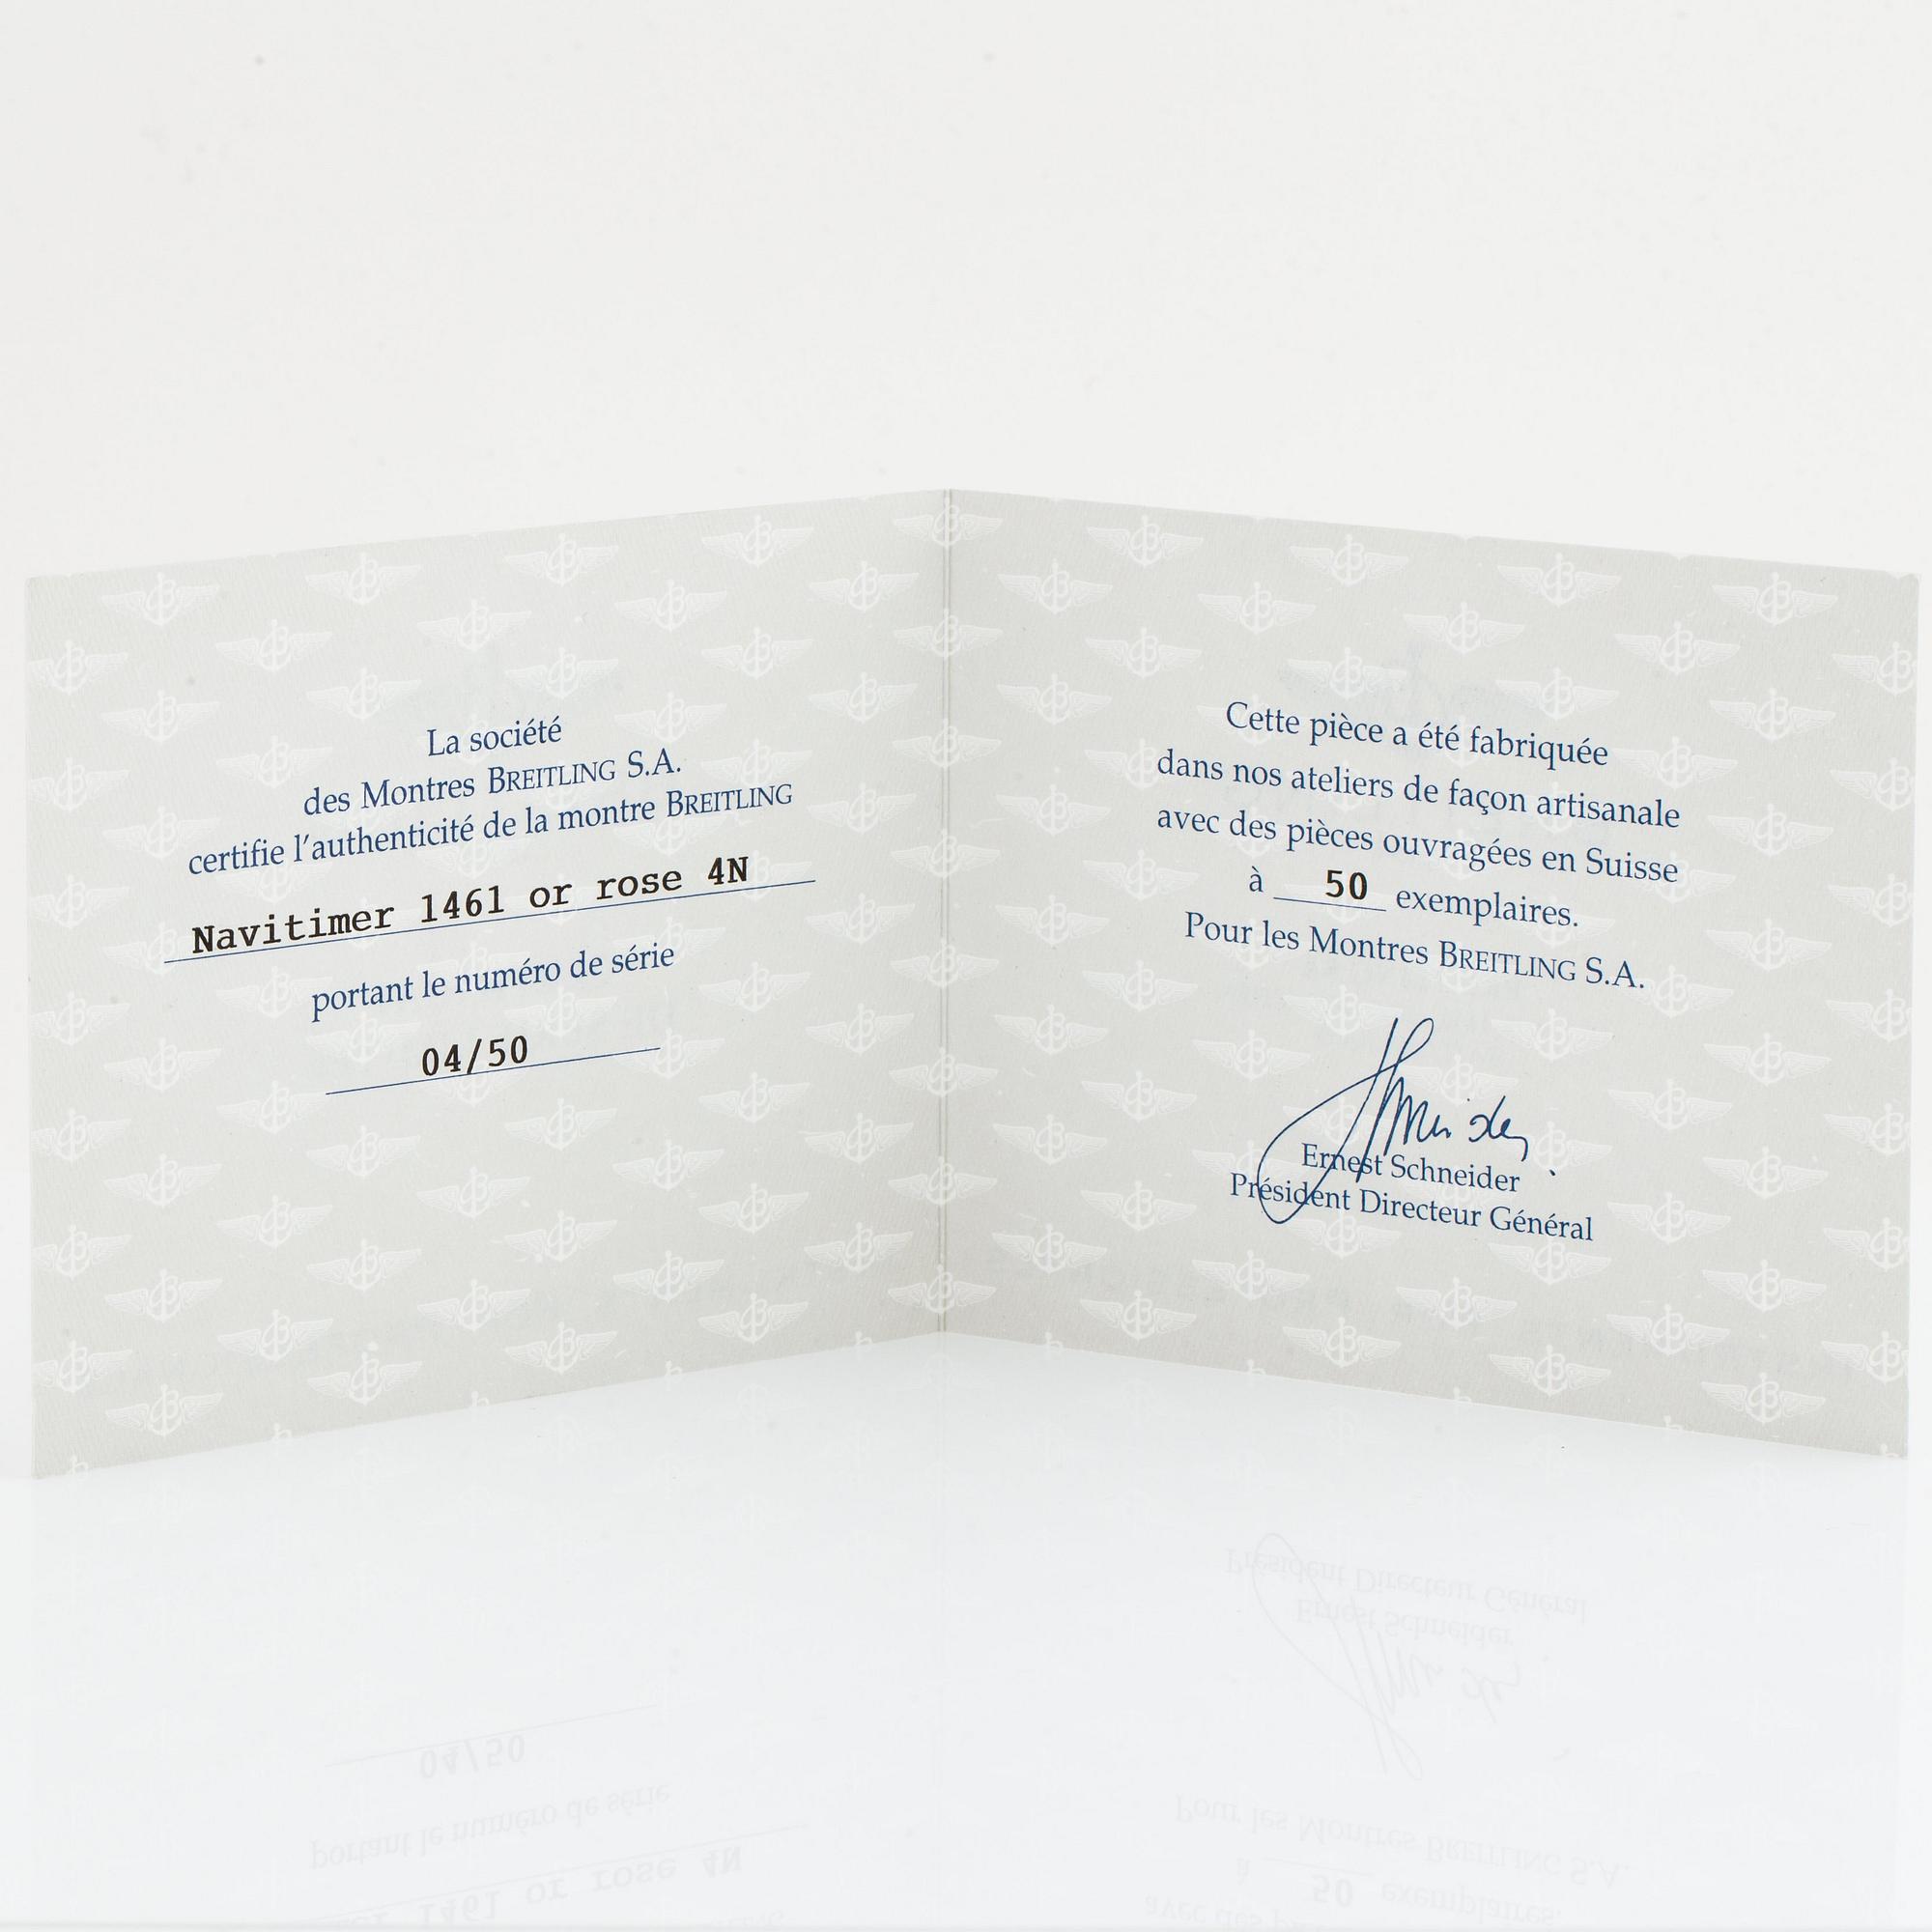 La société
des Montres BREITLING S.A.
certifie l'authenticité de la montre BREITLING
Navitimer 1461 or rose 4N
portant le numéro de série
04/50
Cette pièce a été fabriquée
dans nos ateliers de façon artisanale
avec des pièces ouvragées en Suisse
à 50 exemplaires.
Pour les Montres BREITLING S.A.
Ernest Schneider
Président Directeur Général